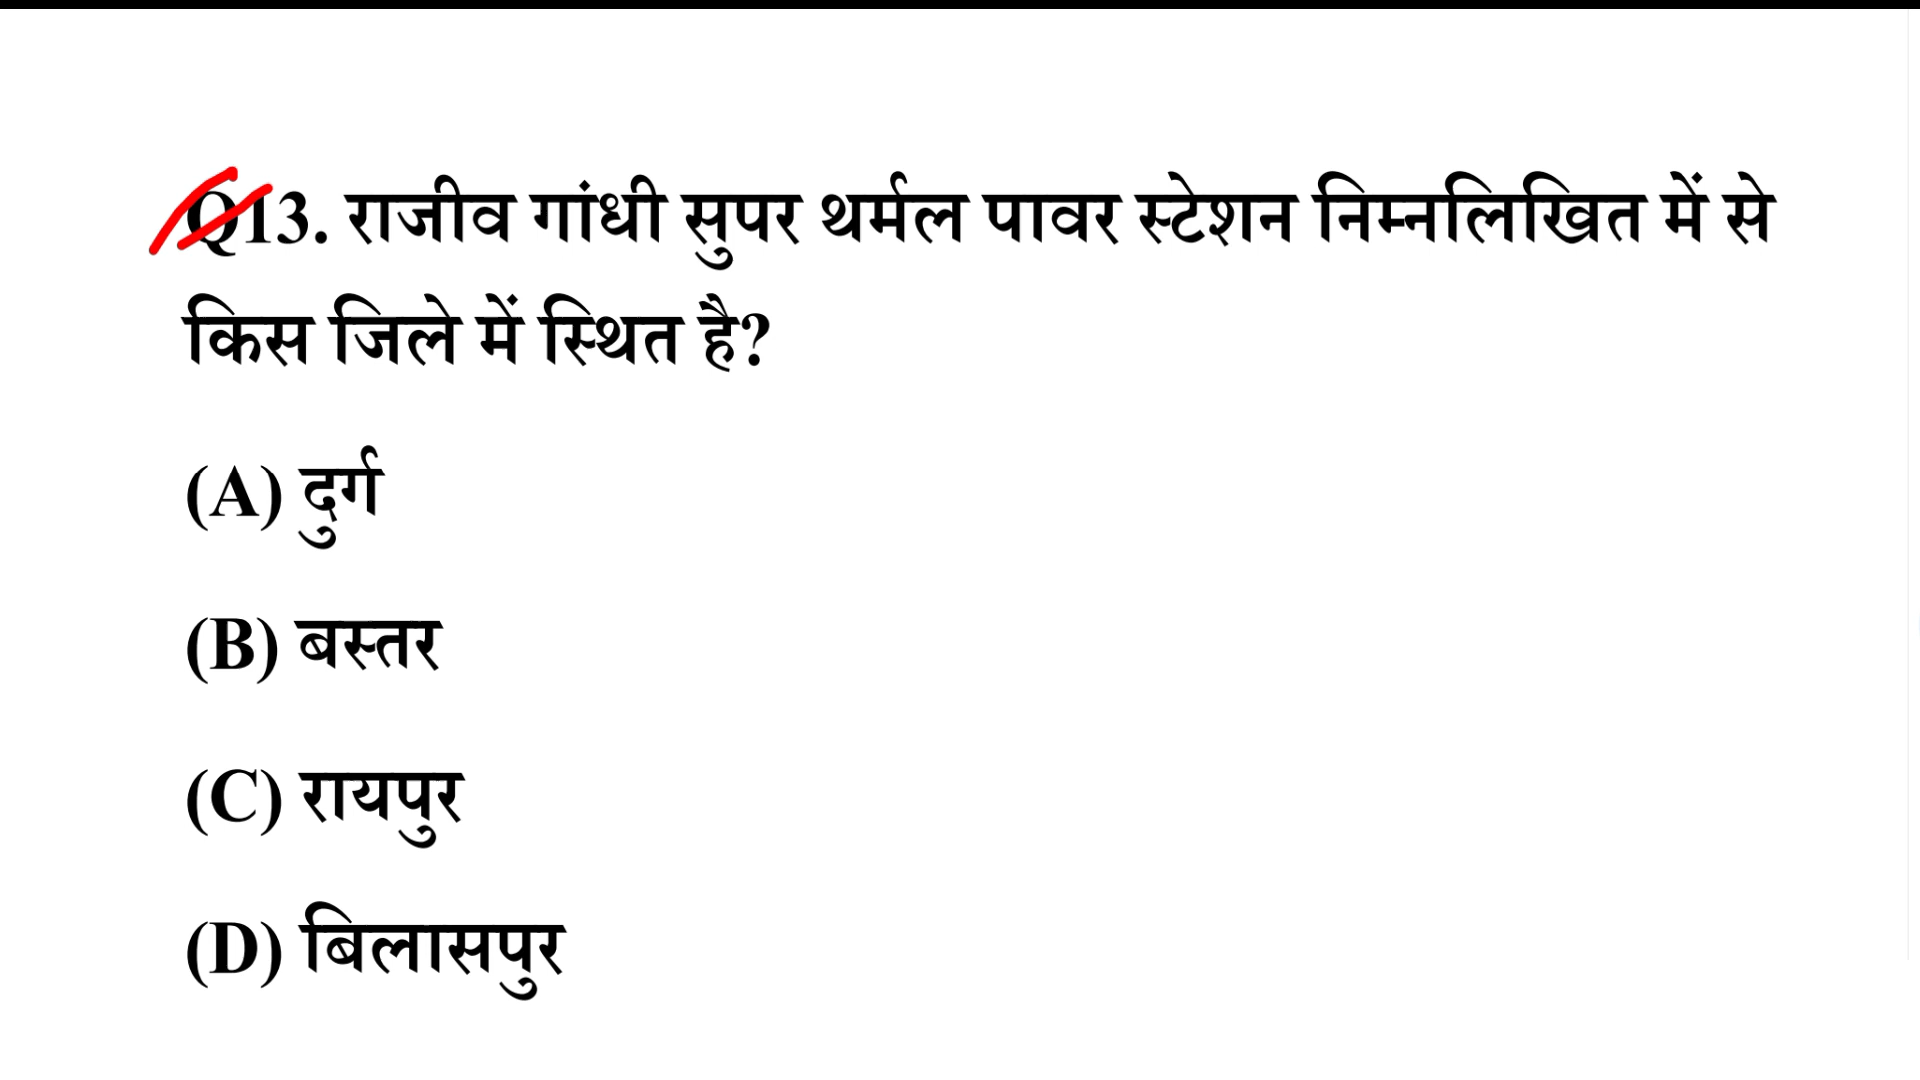 Q13. राजीव गांधी सुपर थर्मल पावर स्टेशन निम्नलिखित में से
किस जिले में स्थित है?
(A) दुर्ग
(B) बस्तर
(C) रायपुर
(D) बिलासपुर